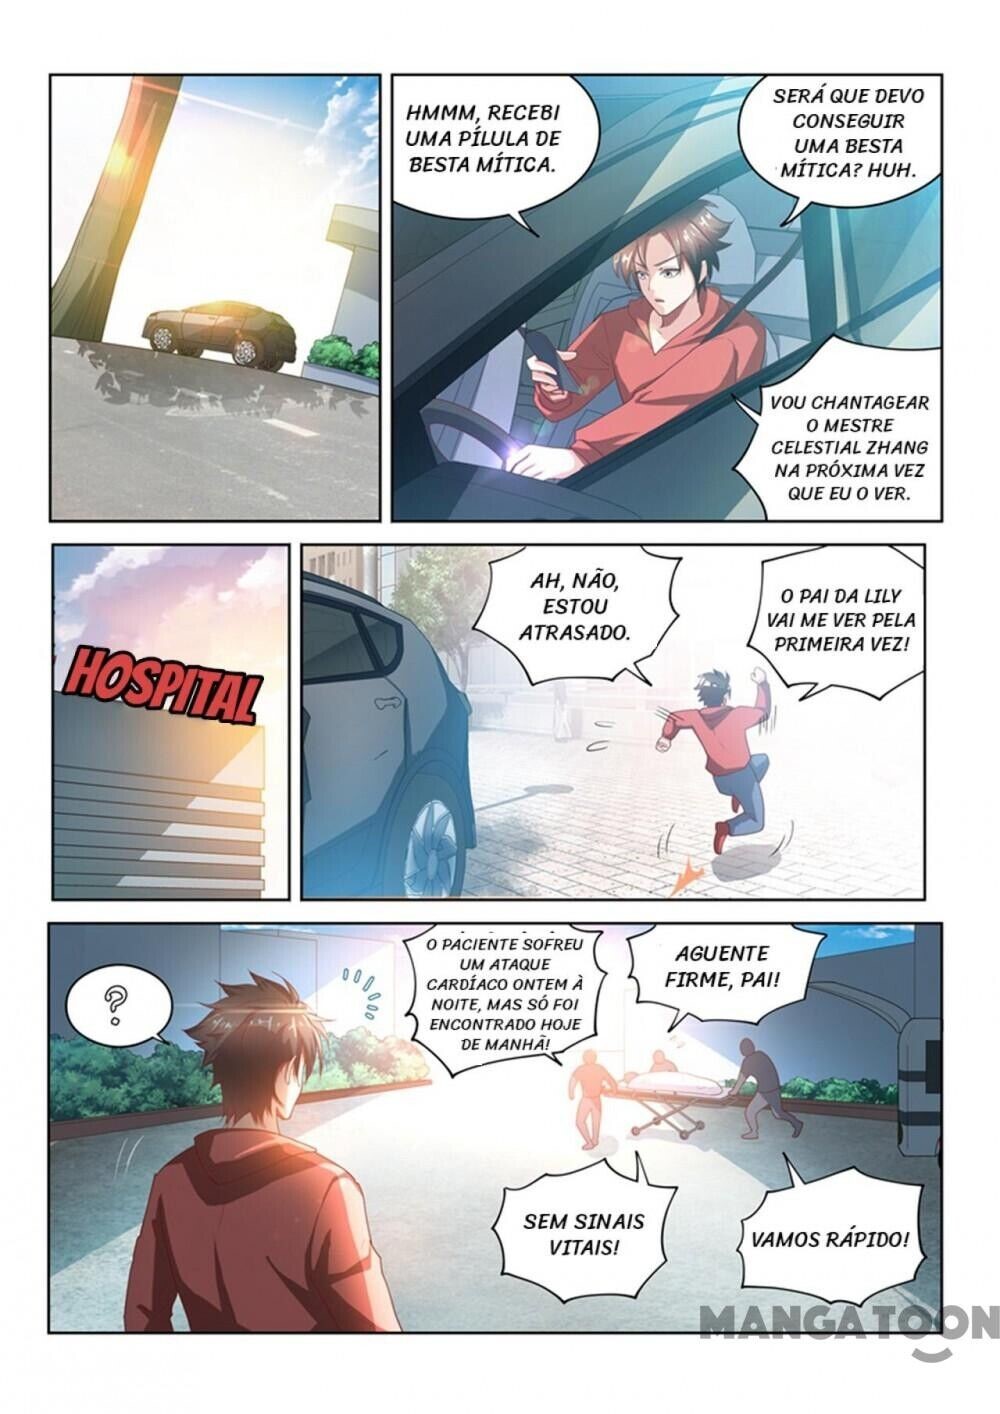 HMMM, RECEBI
UMA PÍLULA DE
BESTA MÍTICA.
SERÁ QUE DEVO
CONSEGUIR
UMA BESTA
MÍTICA? HUH.
VOU CHANTAGEAR
O MESTRE
CELESTIAL ZHANG
NA PRÓXIMA VEZ
QUE EU O VER.
HOSPITAL
AH, NÃO,
ESTOU
ATRASADO.
O PAI DA LILY
VAI ME VER PELA
PRIMEIRA VEZ!
?
O PACIENTE SOFREU
UM ATAQUE
CARDÍACO ONTEM À
NOITE, MAS SÓ FOI
ENCONTRADO HOJE
DE MANHÃ!
AGUENTE
FIRME, PAI!
SEM SINAIS
VITAIS!
VAMOS RÁPIDO!
MANGATOON